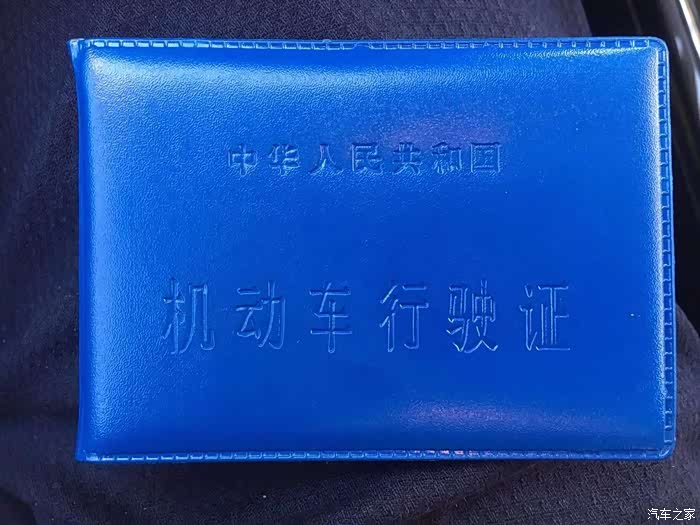 中华人民共和国
机动车行驶证
汽车之家